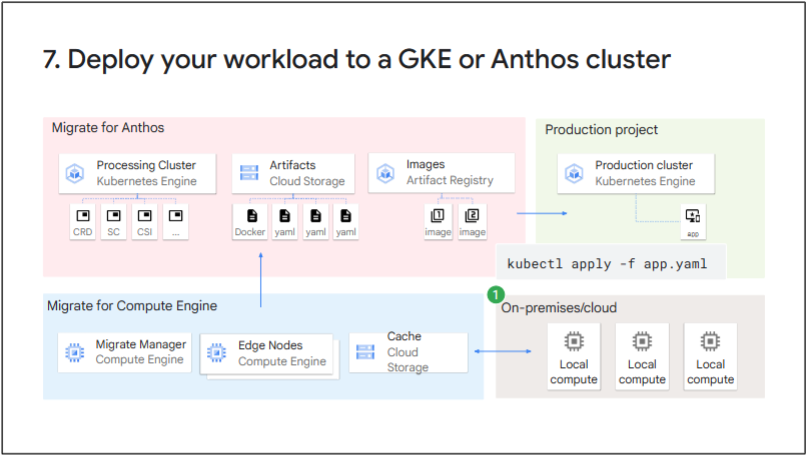 7. Deploy your workload to a GKE or Anthos cluster
Migrate for Anthos
Processing Cluster
Kubernetes Engine
CRD
SC
CSI
...
Artifacts
Cloud Storage
Docker
yaml
yaml
yaml
Images
Artifact Registry
1
image
2
image
Production project
Production cluster
Kubernetes Engine
app
kubectl apply -f app.yaml
1
Migrate for Compute Engine
Migrate Manager
Compute Engine
Edge Nodes
Compute Engine
Cache
Cloud
Storage
On-premises/cloud
Local
compute
Local
compute
Local
compute